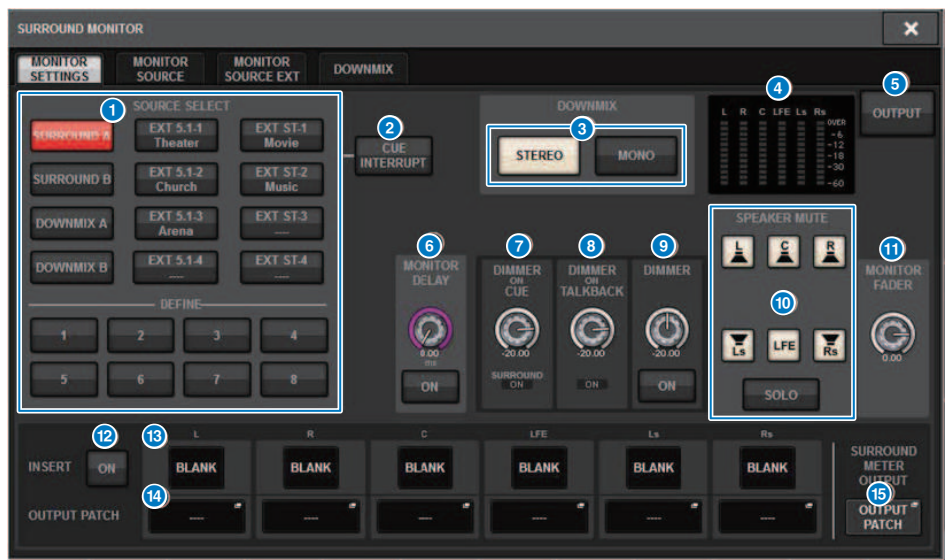 SURROUND MONITOR
MONITOR SETTINGS
MONITOR SOURCE
MONITOR SOURCE EXT
DOWNMIX
1
SOURCE SELECT
SURROUND A
EXT 5.1-1 Theater
EXT ST-1 Movie
SURROUND B
EXT 5.1-2 Church
EXT ST-2 Music
DOWNMIX A
EXT 5.1-3 Arena
EXT ST-3 ----
DOWNMIX B
EXT 5.1-4 ----
EXT ST-4 ----
DEFINE
1 2 3 4
5 6 7 8
2
CUE INTERRUPT
DOWNMIX
3
STEREO
MONO
4
L R C LFE Ls Rs
OVER
-6
-12
-18
-30
-60
5
OUTPUT
6
MONITOR DELAY
0.00
ms
ON
7
DIMMER
ON
CUE
-20.00
SURROUND
ON
8
DIMMER
ON
TALKBACK
-20.00
ON
9
DIMMER
-20.00
ON
SPEAKER MUTE
L C R
10
Ls LFE Rs
SOLO
11
MONITOR FADER
0.00
12
INSERT
ON
13
L R C LFE Ls Rs
BLANK BLANK BLANK BLANK BLANK BLANK
14
OUTPUT PATCH
---- ---- ---- ---- ---- ----
SURROUND
METER
OUTPUT
15
OUTPUT
PATCH